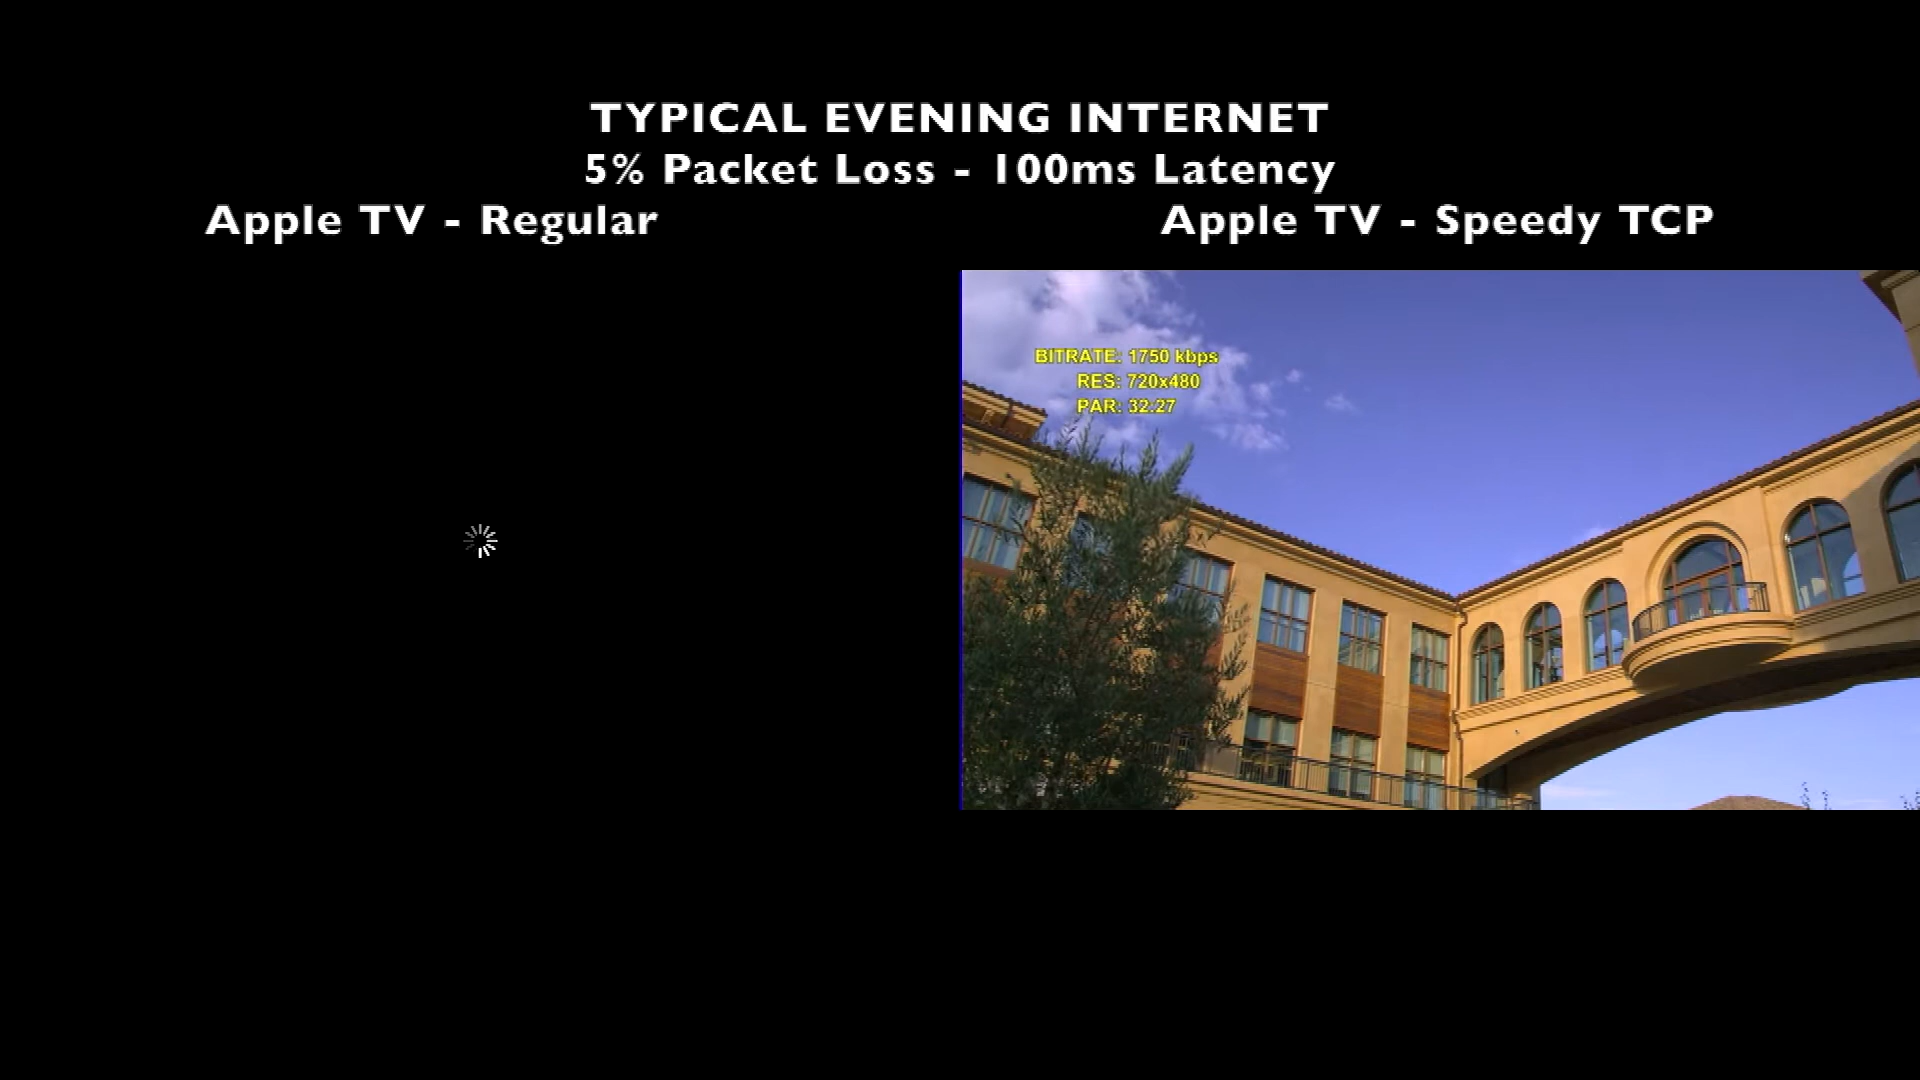 TYPICAL EVENING INTERNET
5% Packet Loss - 100ms Latency
Apple TV - Regular
Apple TV - Speedy TCP
BITRATE: 1750 kbps
RES: 720x480
PAR: 32:27